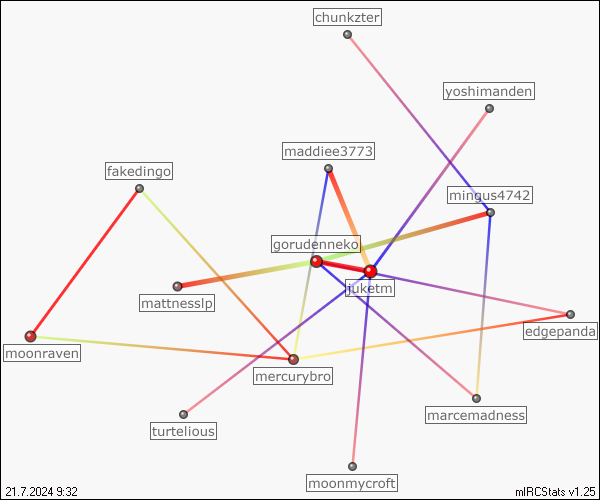 chunkzter
yoshimanden
maddiee3773
fakedingo
mingus4742
gorudenneko
juketm
mattnesslp
edgepanda
moonraven
mercurybro
marcemadness
turtelious
moonmycroft
21.7.2024 9:32
mIRCStats v1.25